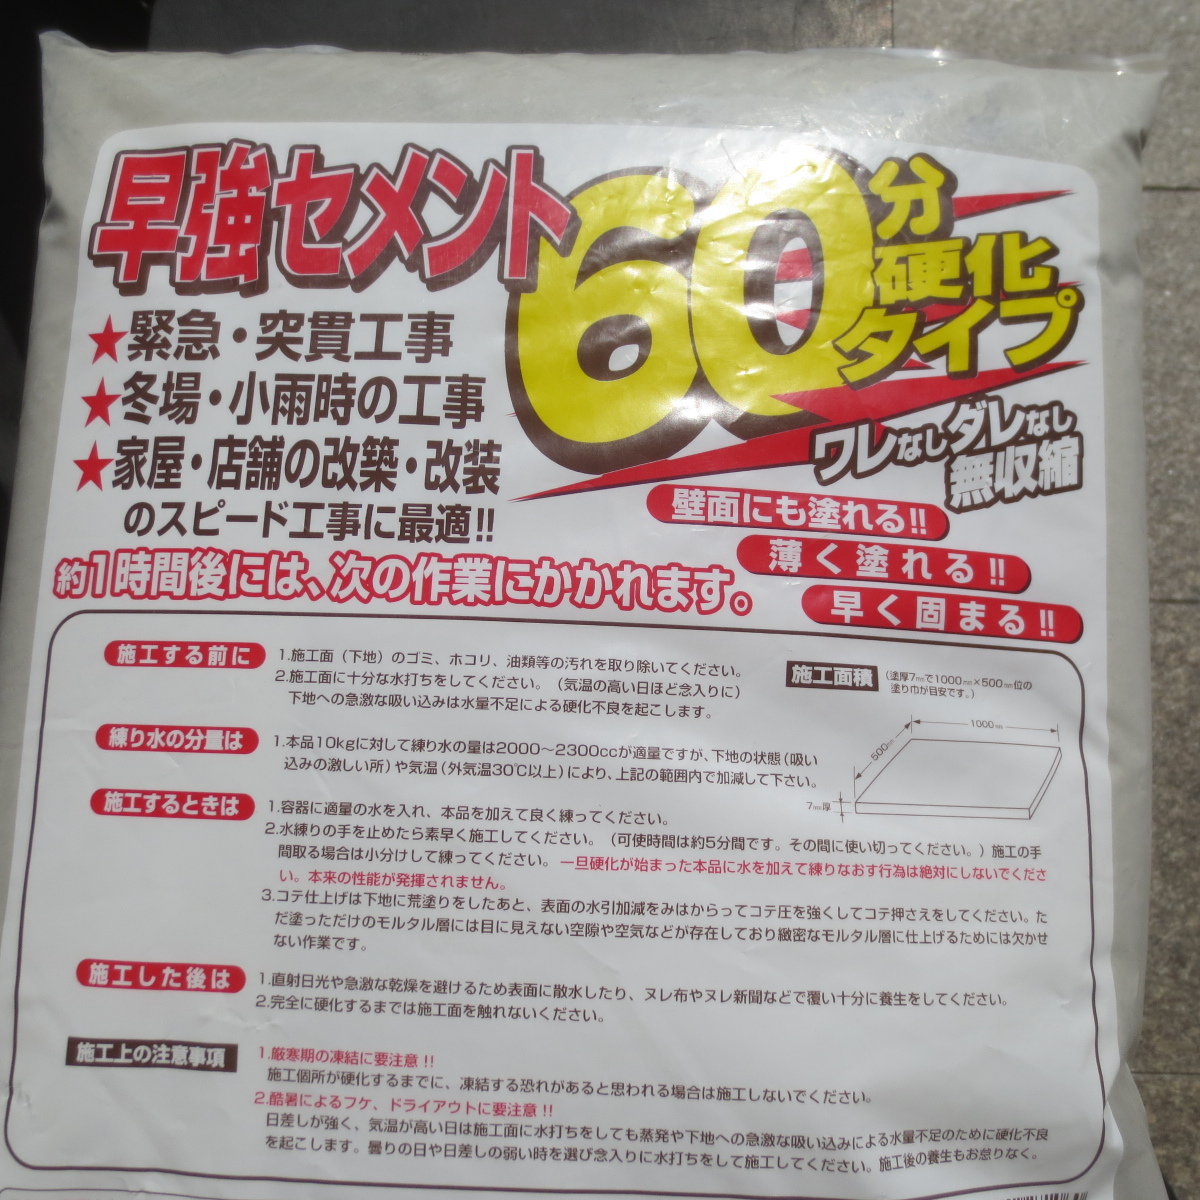 早強セメント
60分
硬化
タイプ
★緊急・突貫工事
★冬場・小雨時の工事
★家屋・店舗の改築・改装
のスピード工事に最適!!
ワレなしダレなし
無収縮
壁面にも塗れる!!
薄く塗れる!!
早く固まる!!
約1時間後には、次の作業にかかれます。
施工する前に
1.施工面（下地）のゴミ、ホコリ、油類等の汚れを取り除いてください。
2.施工面に十分な水打ちをしてください。（気温の高い日ほど念入りに）
下地への急激な吸い込みは水量不足による硬化不良を起こします。
施工面積
（塗厚7㎜で1000㎜×500㎜位の
塗り巾が目安です。）
1000㎜
500㎜
7㎜厚
練り水の分量は
1.本品10kgに対して練り水の量は2000〜2300ccが適量ですが、下地の状態（吸い
込みの激しい所）や気温（外気温30℃以上）により、上記の範囲内で加減して下さい。
施工するときは
1.容器に適量の水を入れ、本品を加えて良く練ってください。
2.水練りの手を止めたら素早く施工してください。（可使時間は約5分間です。その間に使い切ってください。）施工の手
間取る場合は小分けして練ってください。一旦硬化が始まった本品に水を加えて練りなおす行為は絶対にしないでくださ
い。本来の性能が発揮されません。
3.コテ仕上げは下地に荒塗りをしたあと、表面の水引加減をみはからってコテ圧を強くしてコテ押さえをしてください。た
だ塗っただけのモルタル層には目に見えない空隙や空気などが存在しており緻密なモルタル層に仕上げるためには欠かせ
ない作業です。
施工した後は
1.直射日光や急激な乾燥を避けるため表面に散水したり、ヌレ布やヌレ新聞などで覆い十分に養生をしてください。
2.完全に硬化するまでは施工面を触れないください。
施工上の注意事項
1.厳寒期の凍結に要注意!!
施工個所が硬化するまでに、凍結する恐れがあると思われる場合は施工しないでください。
2.酷暑によるフケ、ドライアウトに要注意!!
日差しが強く、気温が高い日は施工面に水打ちをしても蒸発や下地への急激な吸い込みによる水量不足のために硬化不良
を起こします。曇りの日や日差しの弱い時を選び念入りに水打ちをして施工してください。施工後の養生もお怠りなく。